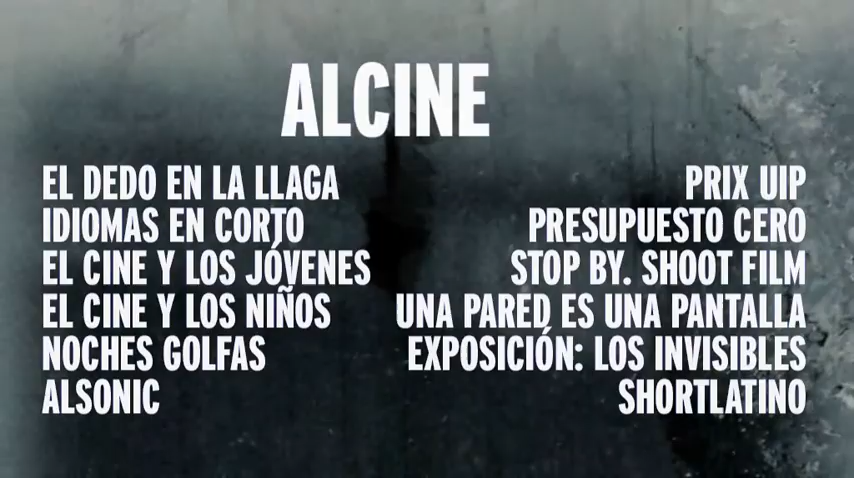 ALCINE
EL DEDO EN LA LLAGA
IDIOMAS EN CORTO
EL CINE Y LOS JÓVENES
EL CINE Y LOS NIÑOS
NOCHES GOLFAS
ALSONIC
PRIX UIP
PRESUPUESTO CERO
STOP BY. SHOOT FILM
UNA PARED ES UNA PANTALLA
EXPOSICIÓN: LOS INVISIBLES
SHORTLATINO